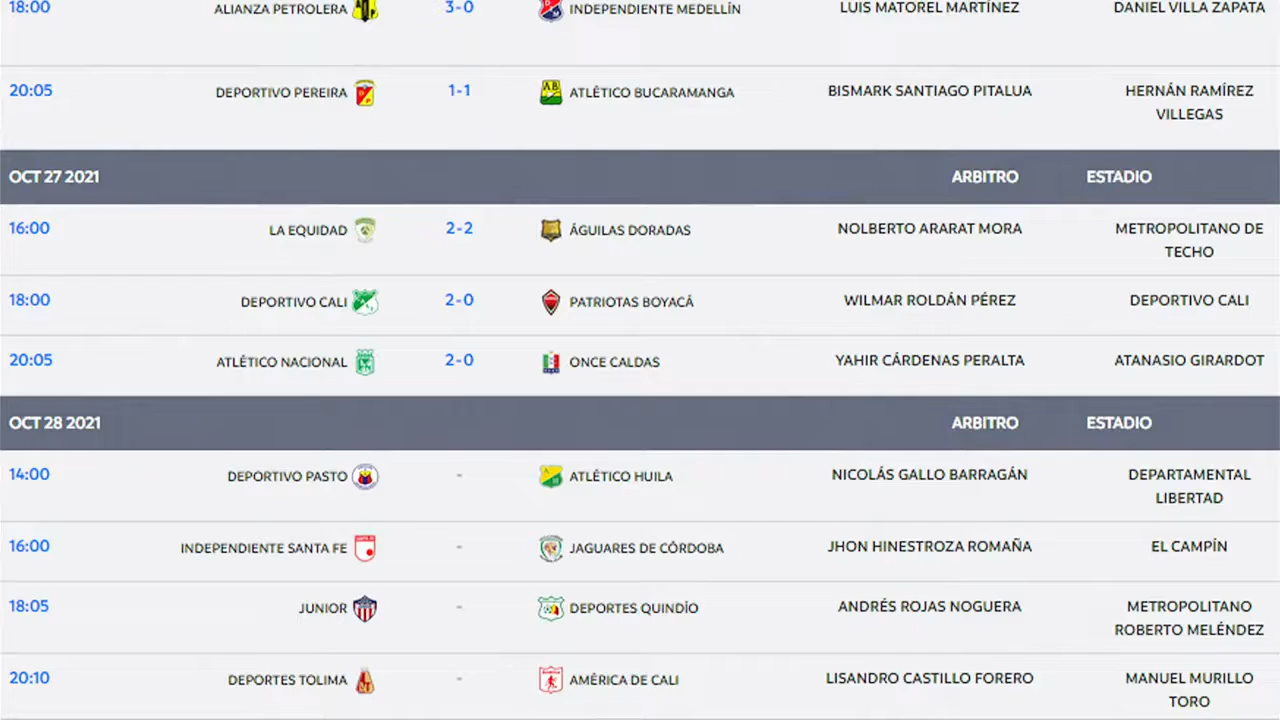 18:00 ALIANZA PETROLERA 3-0 INDEPENDIENTE MEDELLÍN LUIS MATOREL MARTÍNEZ DANIEL VILLA ZAPATA
20:05 DEPORTIVO PEREIRA 1-1 ATLÉTICO BUCARAMANGA BISMARK SANTIAGO PITALUA HERNÁN RAMÍREZ
VILLEGAS
OCT 27 2021 ARBITRO ESTADIO
16:00 LA EQUIDAD 2-2 ÁGUILAS DORADAS NOLBERTO ARARAT MORA METROPOLITANO DE
TECHO
18:00 DEPORTIVO CALI 2-0 PATRIOTAS BOYACÁ WILMAR ROLDÁN PÉREZ DEPORTIVO CALI
20:05 ATLÉTICO NACIONAL 2-0 ONCE CALDAS YAHIR CÁRDENAS PERALTA ATANASIO GIRARDOT
OCT 28 2021 ARBITRO ESTADIO
14:00 DEPORTIVO PASTO - ATLÉTICO HUILA NICOLÁS GALLO BARRAGÁN DEPARTAMENTAL
LIBERTAD
16:00 INDEPENDIENTE SANTA FE - JAGUARES DE CÓRDOBA JHON HINESTROZA ROMAÑA EL CAMPÍN
18:05 JUNIOR - DEPORTES QUINDÍO ANDRÉS ROJAS NOGUERA METROPOLITANO
ROBERTO MELÉNDEZ
20:10 DEPORTES TOLIMA - AMÉRICA DE CALI LISANDRO CASTILLO FORERO MANUEL MURILLO
TORO